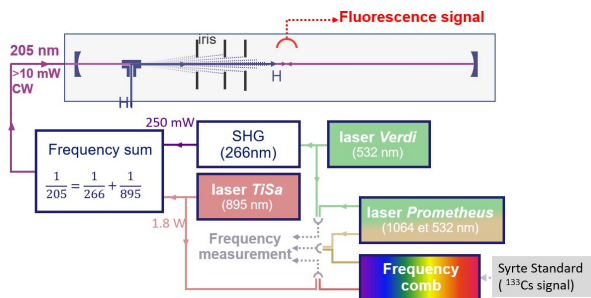 Fluorescence signal
iris
205 nm
>10 mW
CW
H
H
250 mW
Frequency sum
1/205 = 1/266 + 1/895
SHG
(266nm)
laser Verdi
(532 nm)
laser TiSa
(895 nm)
1.8 W
laser Prometheus
(1064 et 532 nm)
Frequency
measurement
Frequency
comb
Syrte Standard
( ¹³³Cs signal)